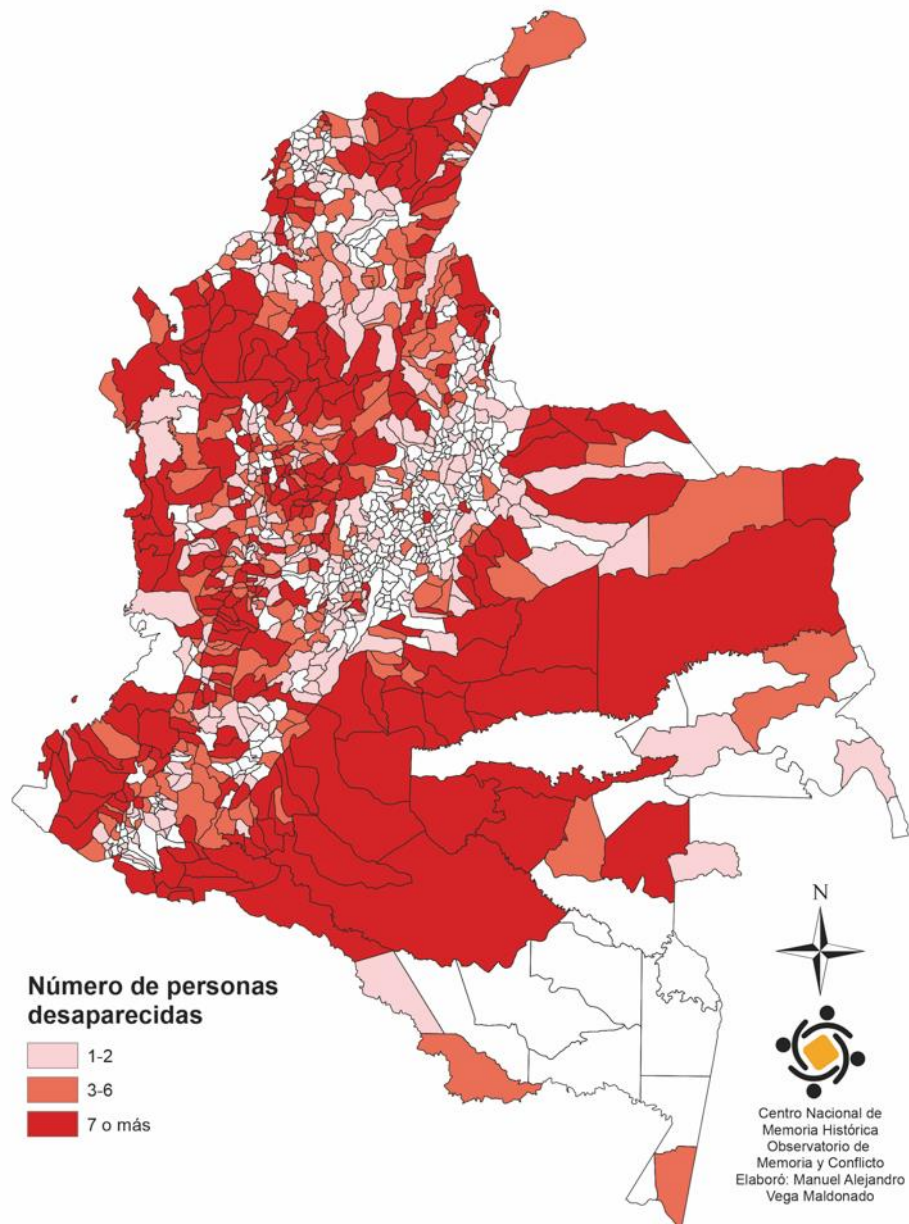 N
Número de personas
desaparecidas
1-2
3-6
7 o más
Centro Nacional de
Memoria Histórica
Observatorio de
Memoria y Conflicto
Elaboró: Manuel Alejandro
Vega Maldonado